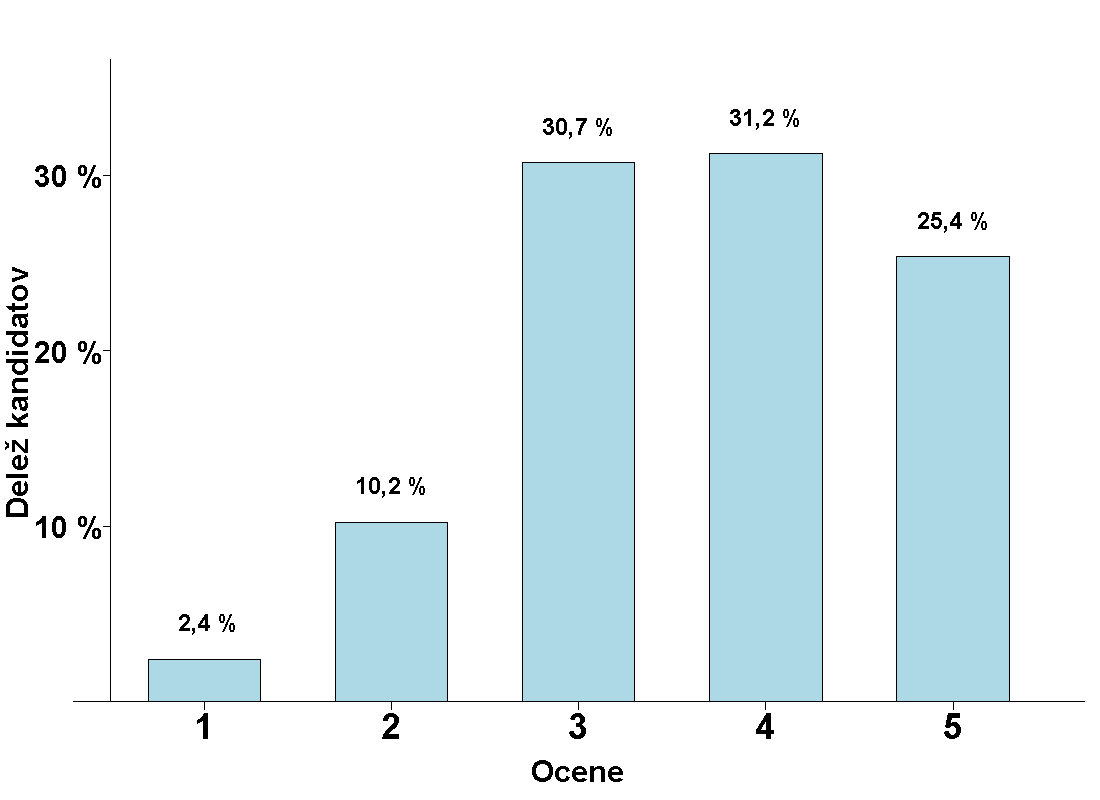 31,2 %
30,7 %
30 %
25,4 %
20 %
Delež kandidatov
10,2 %
10 %
2,4 %
1 2 3 4 5
Ocene